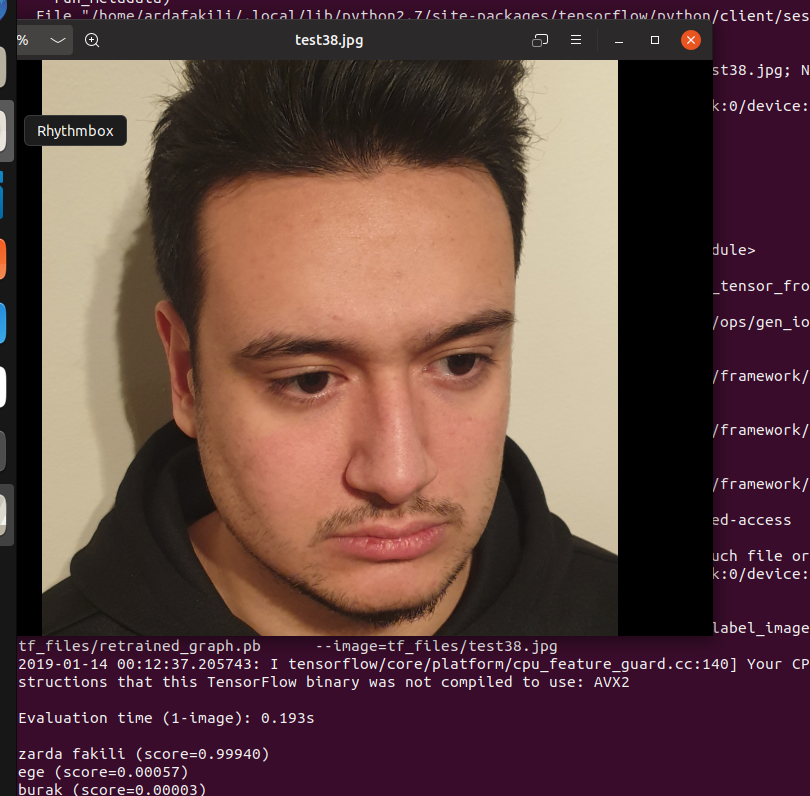 run_metadata)
File "/home/ardafakili/.local/lib/python2.7/site-packages/tensorflow/python/client/ses
%
test38.jpg
st38.jpg; N
k:0/device:
Rhythmbox
dule>
_tensor_fro
/ops/gen_io
/framework/
/framework/
/framework/
ed-access
uch file or
k:0/device:
label_image
tf_files/retrained_graph.pb --image=tf_files/test38.jpg
2019-01-14 00:12:37.205743: I tensorflow/core/platform/cpu_feature_guard.cc:140] Your CP
structions that this TensorFlow binary was not compiled to use: AVX2
Evaluation time (1-image): 0.193s
zarda fakili (score=0.99940)
ege (score=0.00057)
burak (score=0.00003)